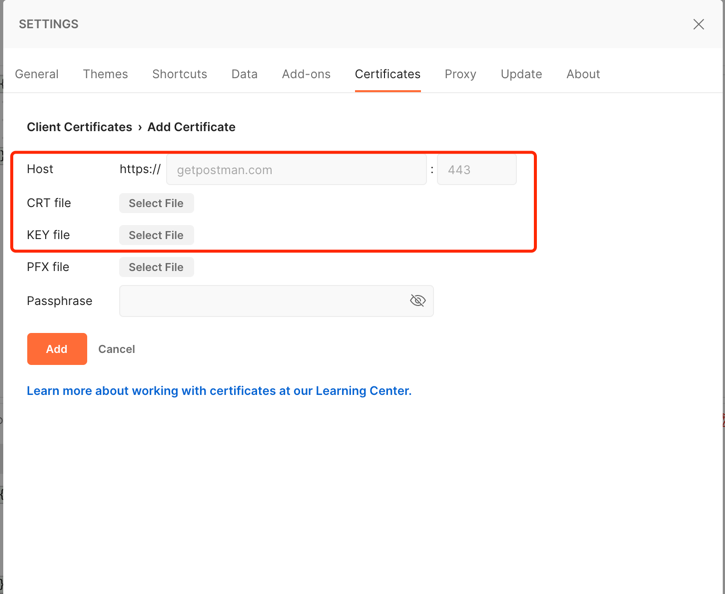 SETTINGS
General Themes Shortcuts Data Add-ons Certificates Proxy Update About
Client Certificates › Add Certificate
Host https:// getpostman.com : 443
CRT file Select File
KEY file Select File
PFX file Select File
Passphrase
Add Cancel
Learn more about working with certificates at our Learning Center.